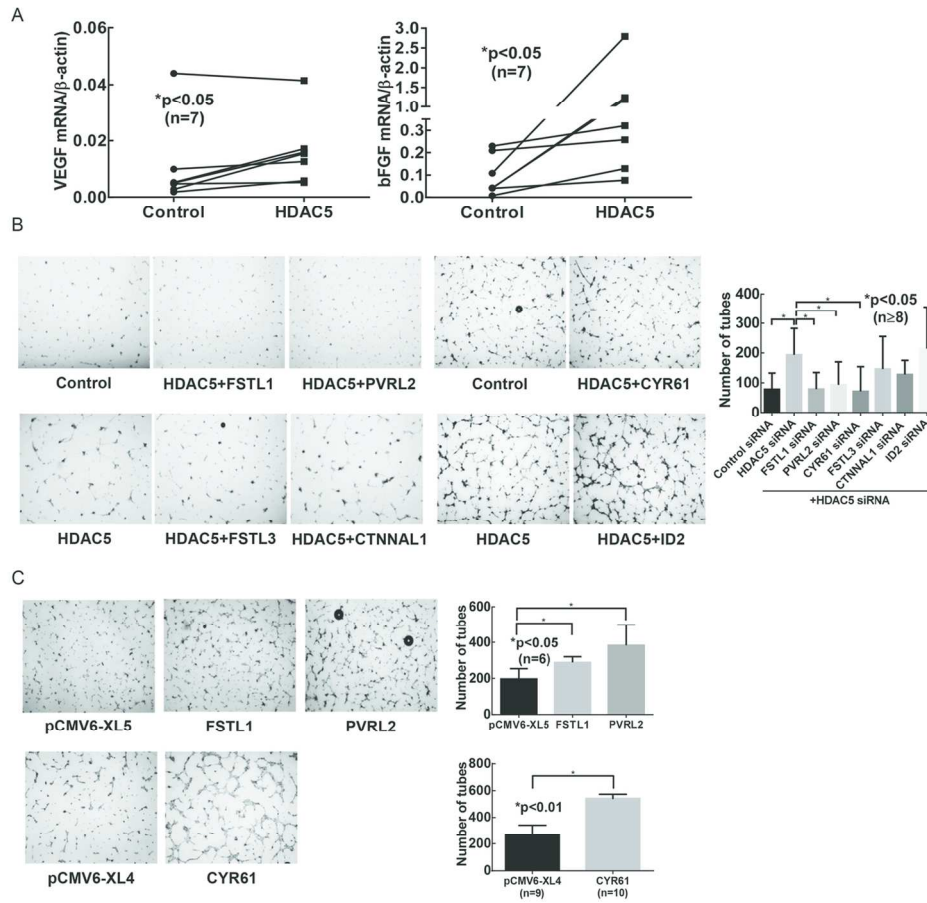 A
VEGF mRNA/β-actin
0.06
0.04
0.02
0.00
*p<0.05
(n=7)
Control
HDAC5
bFGF mRNA/β-actin
3.0
2.5
2.0
1.5
1.0
0.3
0.2
0.1
0.0
*p<0.05
(n=7)
Control
HDAC5
B
Control
HDAC5+FSTL1
HDAC5+PVRL2
HDAC5+CYR61
HDAC5
HDAC5+FSTL3
HDAC5+CTNNAL1
HDAC5
HDAC5+ID2
Number of tubes
400
300
200
100
0
*
*
*
*
*p<0.05
(n≥8)
Control siRNA
HDAC5 siRNA
FSTL1 siRNA
PVRL2 siRNA
CYR61 siRNA
FSTL3 siRNA
CTNNAL1 siRNA
ID2 siRNA
+HDAC5 siRNA
C
pCMV6-XL5
FSTL1
PVRL2
Number of tubes
600
400
200
0
*
*
*p<0.05
(n=6)
pCMV6-XL5
FSTL1
PVRL2
pCMV6-XL4
CYR61
Number of tubes
800
600
400
200
0
*
*p<0.01
pCMV6-XL4
(n=9)
CYR61
(n=10)